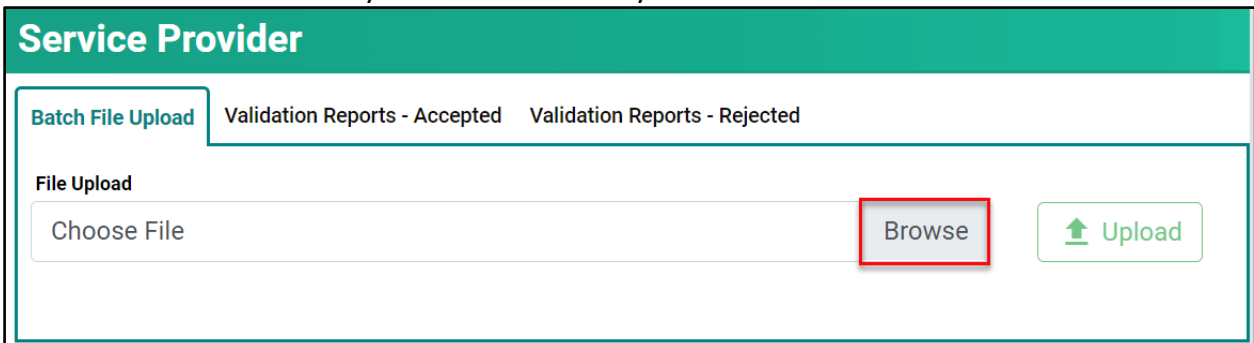 Service Provider
Batch File Upload Validation Reports - Accepted Validation Reports - Rejected
File Upload
Choose File Browse Upload